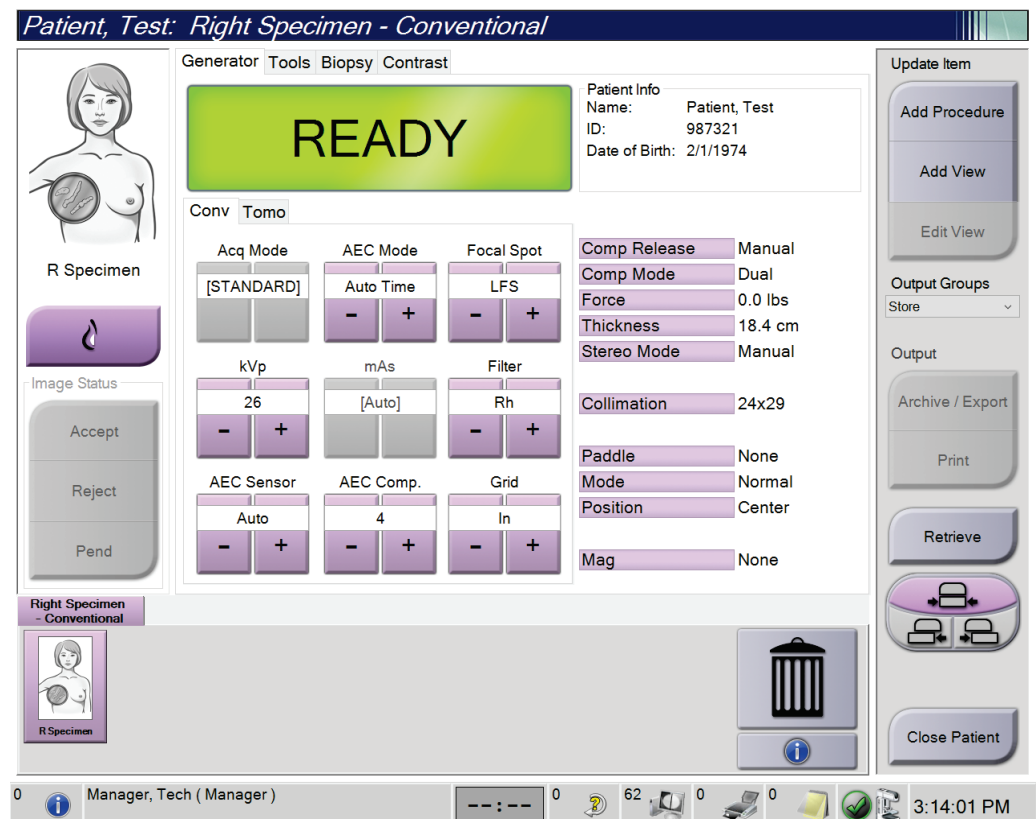 Patient, Test: Right Specimen - Conventional
Generator Tools Biopsy Contrast
READY
Patient Info
Name: Patient, Test
ID: 987321
Date of Birth: 2/1/1974
R Specimen
Image Status
Accept
Reject
Pend
Conv Tomo
Acq Mode AEC Mode Focal Spot
[STANDARD] Auto Time LFS
- + - +
kVp mAs Filter
26 [Auto] Rh
- + - +
AEC Sensor AEC Comp. Grid
Auto 4 In
- + - + - +
Comp Release Manual
Comp Mode Dual
Force 0.0 lbs
Thickness 18.4 cm
Stereo Mode Manual
Collimation 24x29
Paddle None
Mode Normal
Position Center
Mag None
Update Item
Add Procedure
Add View
Edit View
Output Groups
Store
Output
Archive / Export
Print
Retrieve
Close Patient
Right Specimen
- Conventional
R Specimen
0 Manager, Tech ( Manager ) --:-- 0 62 0 0 3:14:01 PM